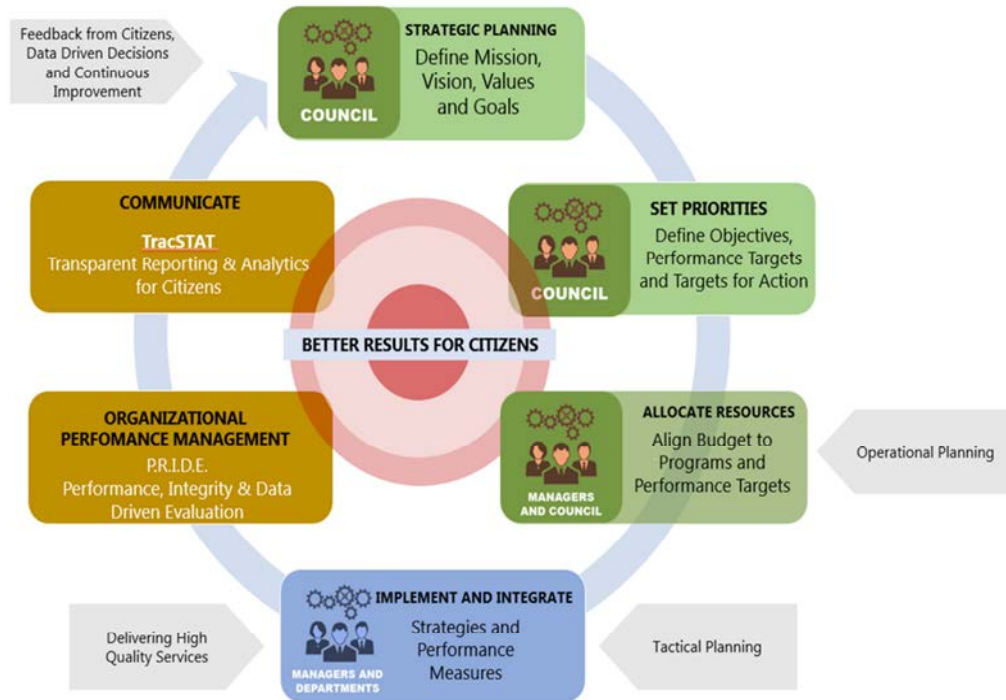 Feedback from Citizens,
Data Driven Decisions
and Continuous
Improvement
COUNCIL
STRATEGIC PLANNING
Define Mission,
Vision, Values
and Goals
COUNCIL
SET PRIORITIES
Define Objectives,
Performance Targets
and Targets for Action
MANAGERS
AND COUNCIL
ALLOCATE RESOURCES
Align Budget to
Programs and
Performance Targets
Operational Planning
MANAGERS AND
DEPARTMENTS
IMPLEMENT AND INTEGRATE
Strategies and
Performance
Measures
Tactical Planning
Delivering High
Quality Services
ORGANIZATIONAL
PERFOMANCE MANAGEMENT
P.R.I.D.E.
Performance, Integrity & Data
Driven Evaluation
COMMUNICATE
TracSTAT
Transparent Reporting & Analytics
for Citizens
BETTER RESULTS FOR CITIZENS